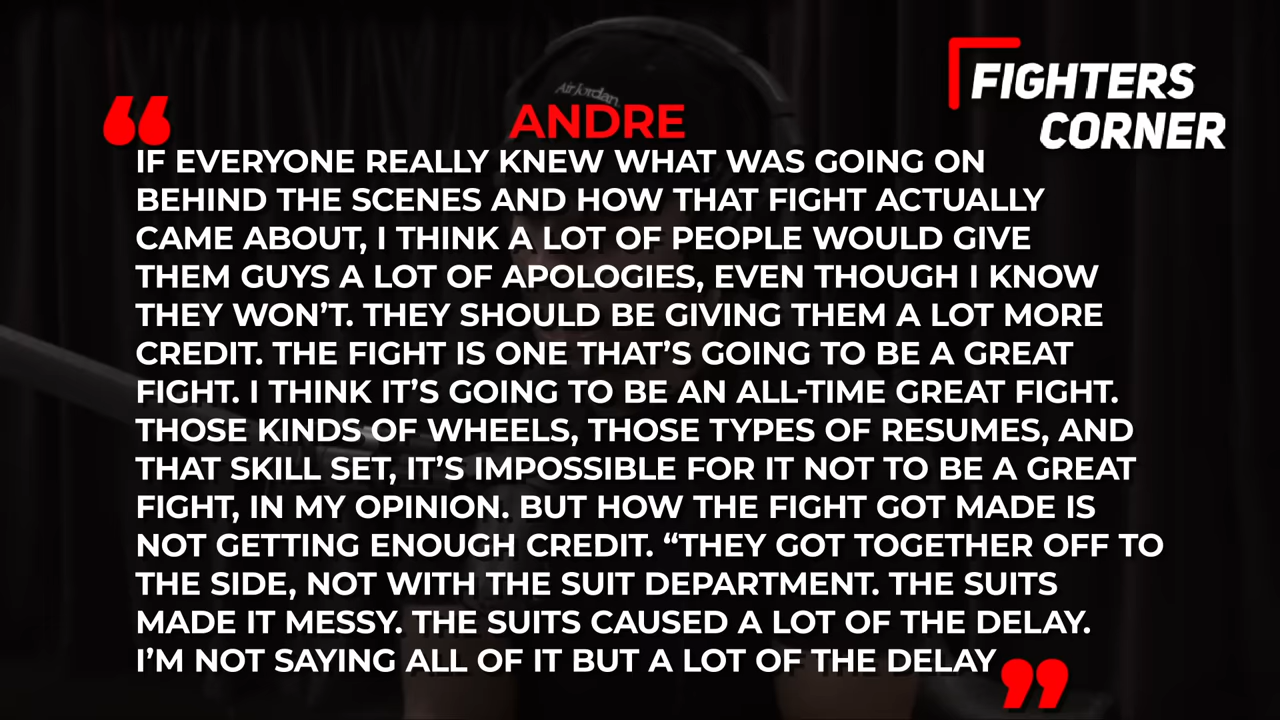 FIGHTERS
CORNER
Air Jordan
ANDRE
“
IF EVERYONE REALLY KNEW WHAT WAS GOING ON
BEHIND THE SCENES AND HOW THAT FIGHT ACTUALLY
CAME ABOUT, I THINK A LOT OF PEOPLE WOULD GIVE
THEM GUYS A LOT OF APOLOGIES, EVEN THOUGH I KNOW
THEY WON’T. THEY SHOULD BE GIVING THEM A LOT MORE
CREDIT. THE FIGHT IS ONE THAT’S GOING TO BE A GREAT
FIGHT. I THINK IT’S GOING TO BE AN ALL-TIME GREAT FIGHT.
THOSE KINDS OF WHEELS, THOSE TYPES OF RESUMES, AND
THAT SKILL SET, IT’S IMPOSSIBLE FOR IT NOT TO BE A GREAT
FIGHT, IN MY OPINION. BUT HOW THE FIGHT GOT MADE IS
NOT GETTING ENOUGH CREDIT. “THEY GOT TOGETHER OFF TO
THE SIDE, NOT WITH THE SUIT DEPARTMENT. THE SUITS
MADE IT MESSY. THE SUITS CAUSED A LOT OF THE DELAY.
I’M NOT SAYING ALL OF IT BUT A LOT OF THE DELAY ”